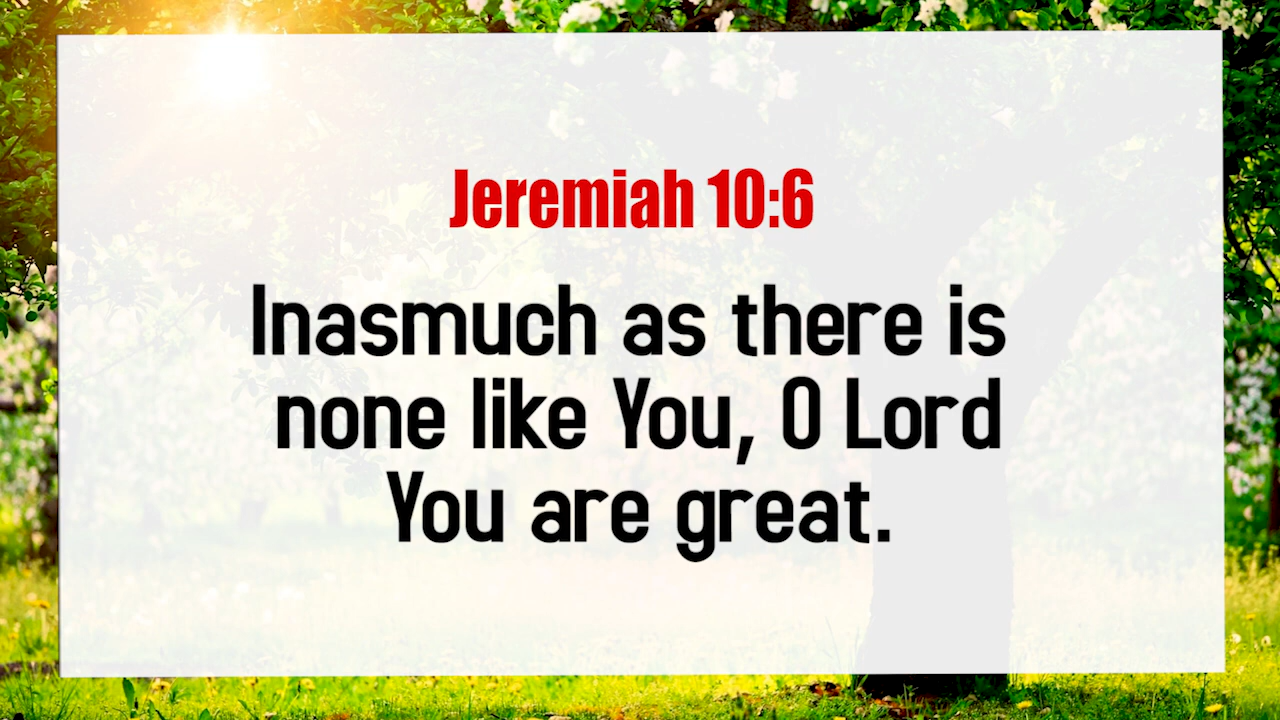 Jeremiah 10:6
Inasmuch as there is
none like You, O Lord
You are great.